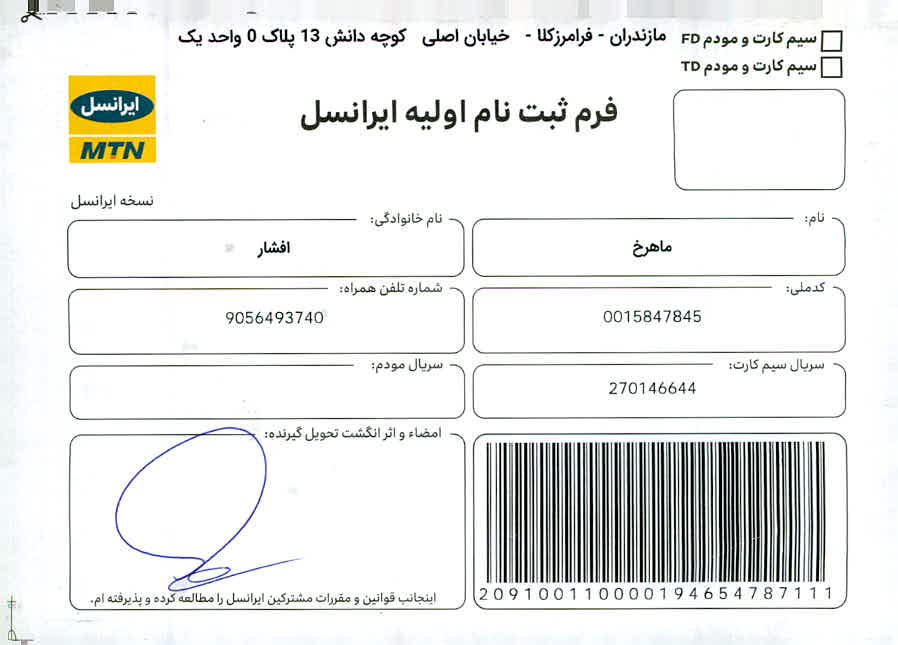 سیم کارت و مودم FD
مازندران - فرامرزکلا - خیابان اصلی کوچه دانش 13 پلاک 0 واحد یک
سیم کارت و مودم TD
ایرانسل
MTN
فرم ثبت نام اولیه ایرانسل
نسخه ایرانسل
نام:
ماهرخ
نام خانوادگی:
افشار
کدملی:
0015847845
شماره تلفن همراه:
9056493740
سریال سیم کارت:
270146644
سریال مودم:
امضاء و اثر انگشت تحویل گیرنده:
اینجانب قوانین و مقررات مشترکین ایرانسل را مطالعه کرده و پذیرفته ام.
2091001100001946547871 11